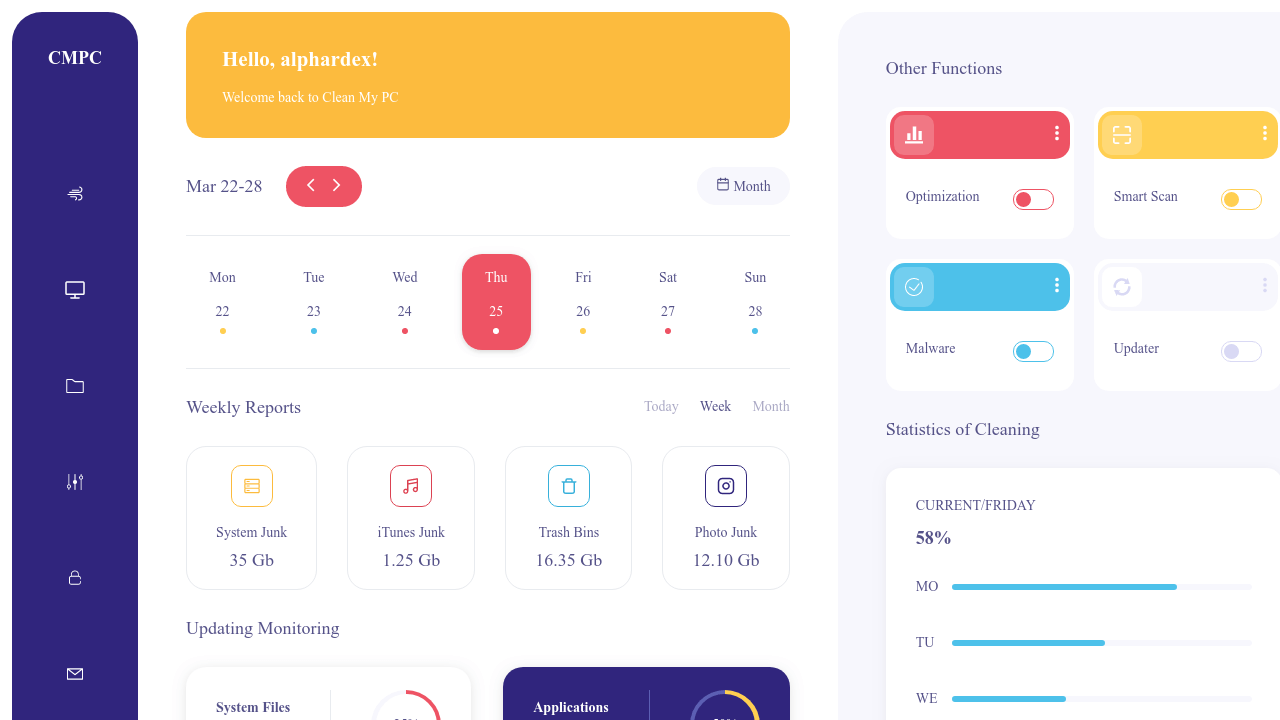 CMPC
Hello, alphardex!
Welcome back to Clean My PC
Mar 22-28
Month
Mon Tue Wed Thu Fri Sat Sun
22 23 24 25 26 27 28
Weekly Reports
Today Week Month
System Junk
35 Gb
iTunes Junk
1.25 Gb
Trash Bins
16.35 Gb
Photo Junk
12.10 Gb
Updating Monitoring
System Files
Applications
Other Functions
Optimization
Smart Scan
Malware
Updater
Statistics of Cleaning
CURRENT/FRIDAY
58%
MO
TU
WE